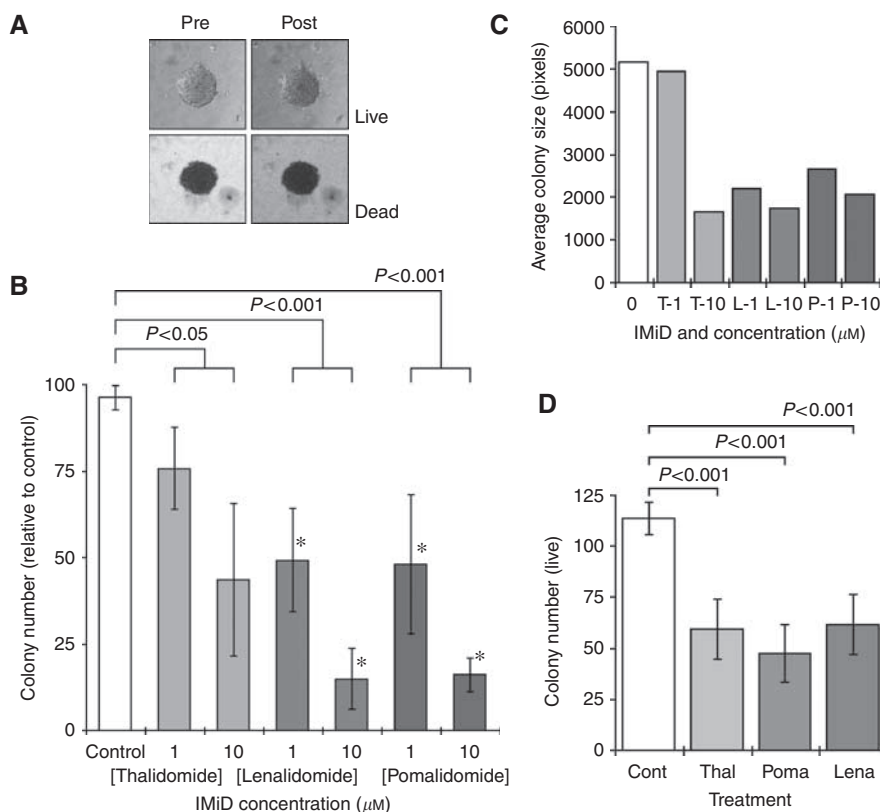 A
Pre Post
Live
Dead
B
P<0.001
P<0.001
P<0.05
100
75
50
25
0
Colony number (relative to control)
* * * *
Control 1 10 1 10 1 10
[Thalidomide] [Lenalidomide] [Pomalidomide]
IMiD concentration (μM)
C
6000
5000
4000
3000
2000
1000
0
Average colony size (pixels)
0 T-1 T-10 L-1 L-10 P-1 P-10
IMiD and concentration (μM)
D
P<0.001
P<0.001
P<0.001
125
100
75
50
25
0
Colony number (live)
Cont Thal Poma Lena
Treatment